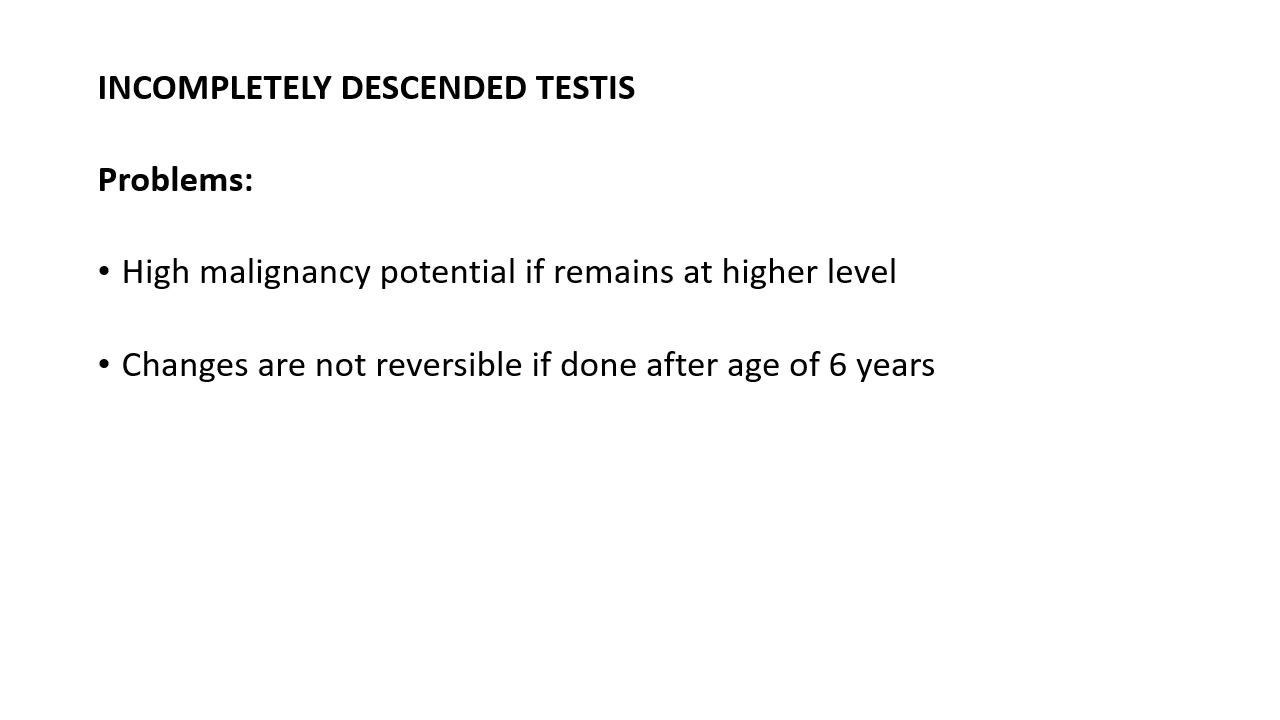 INCOMPLETELY DESCENDED TESTIS
Problems:
• High malignancy potential if remains at higher level
• Changes are not reversible if done after age of 6 years